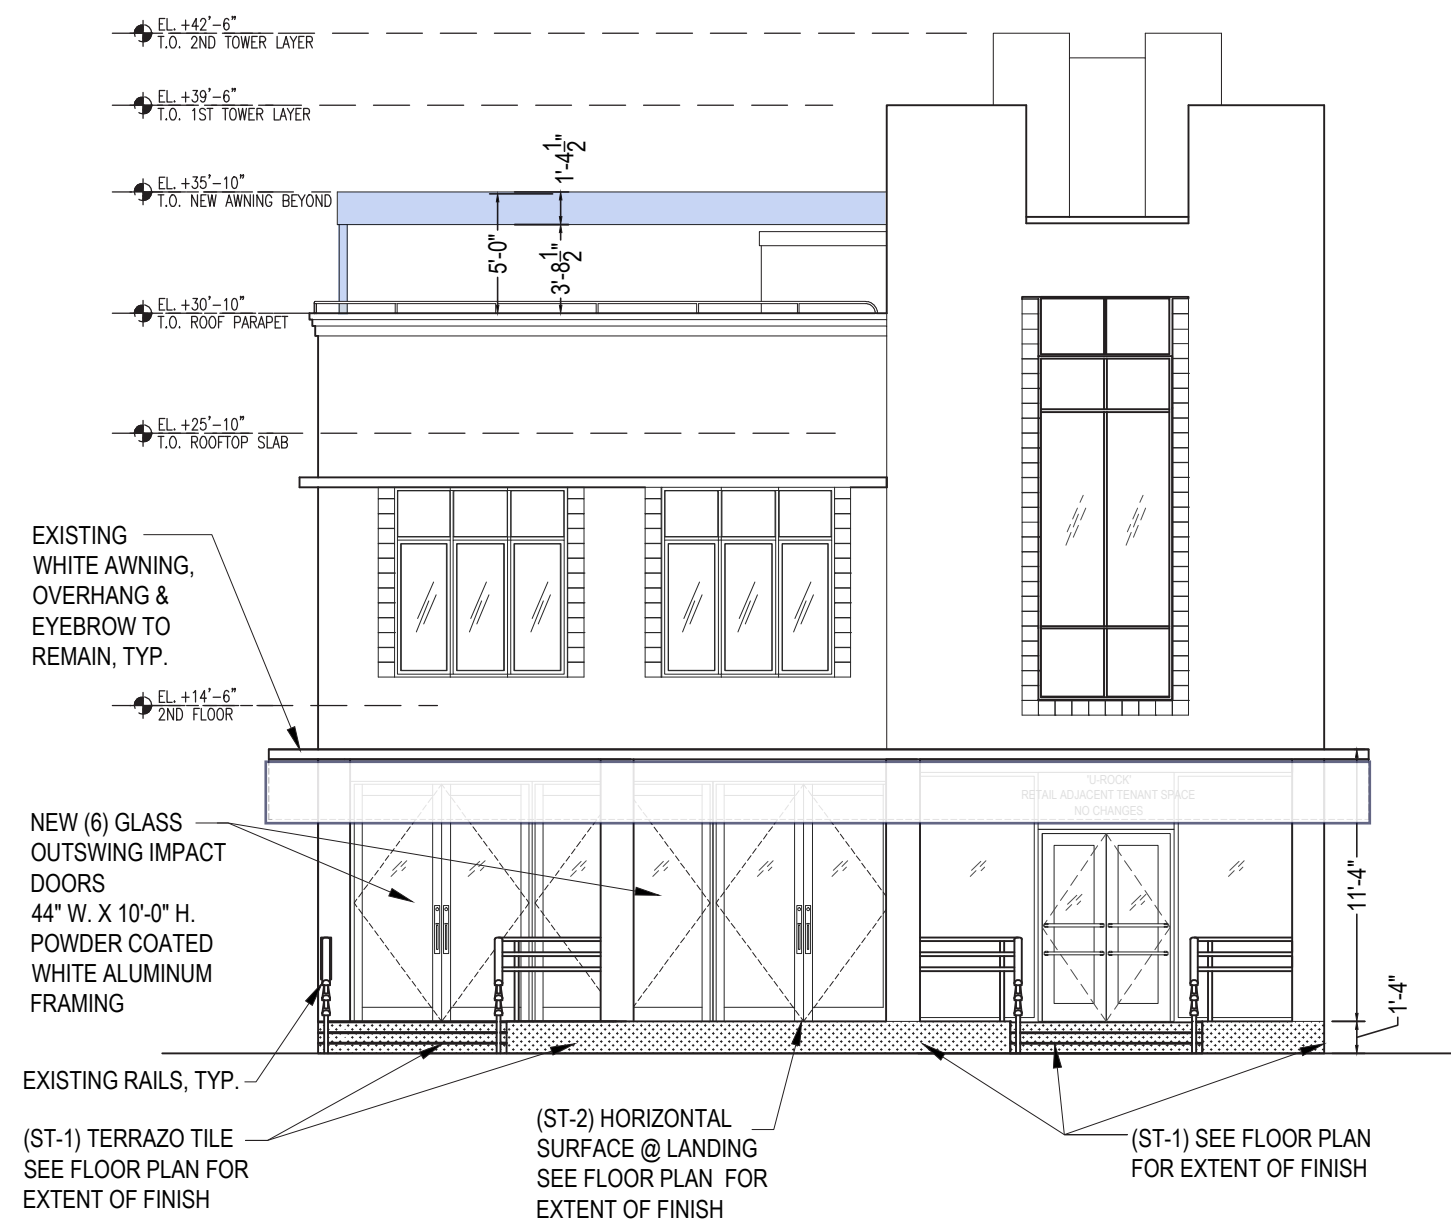 EL. +42'-6"
T.O. 2ND TOWER LAYER
EL. +39'-6"
T.O. 1ST TOWER LAYER
1'-4 1/2"
EL. +35'-10"
T.O. NEW AWNING BEYOND
5'-0"
3'-8 1/2"
EL. +30'-10"
T.O. ROOF PARAPET
EL. +25'-10"
T.O. ROOFTOP SLAB
EXISTING
WHITE AWNING,
OVERHANG &
EYEBROW TO
REMAIN, TYP.
EL. +14'-6"
2ND FLOOR
'U-ROCK'
RETAIL ADJACENT TENANT SPACE
NO CHANGES
NEW (6) GLASS
OUTSWING IMPACT
DOORS
44" W. X 10'-0" H.
POWDER COATED
WHITE ALUMINUM
FRAMING
11'-4"
1'-4"
EXISTING RAILS, TYP.
(ST-1) TERRAZO TILE
SEE FLOOR PLAN FOR
EXTENT OF FINISH
(ST-2) HORIZONTAL
SURFACE @ LANDING
SEE FLOOR PLAN FOR
EXTENT OF FINISH
(ST-1) SEE FLOOR PLAN
FOR EXTENT OF FINISH